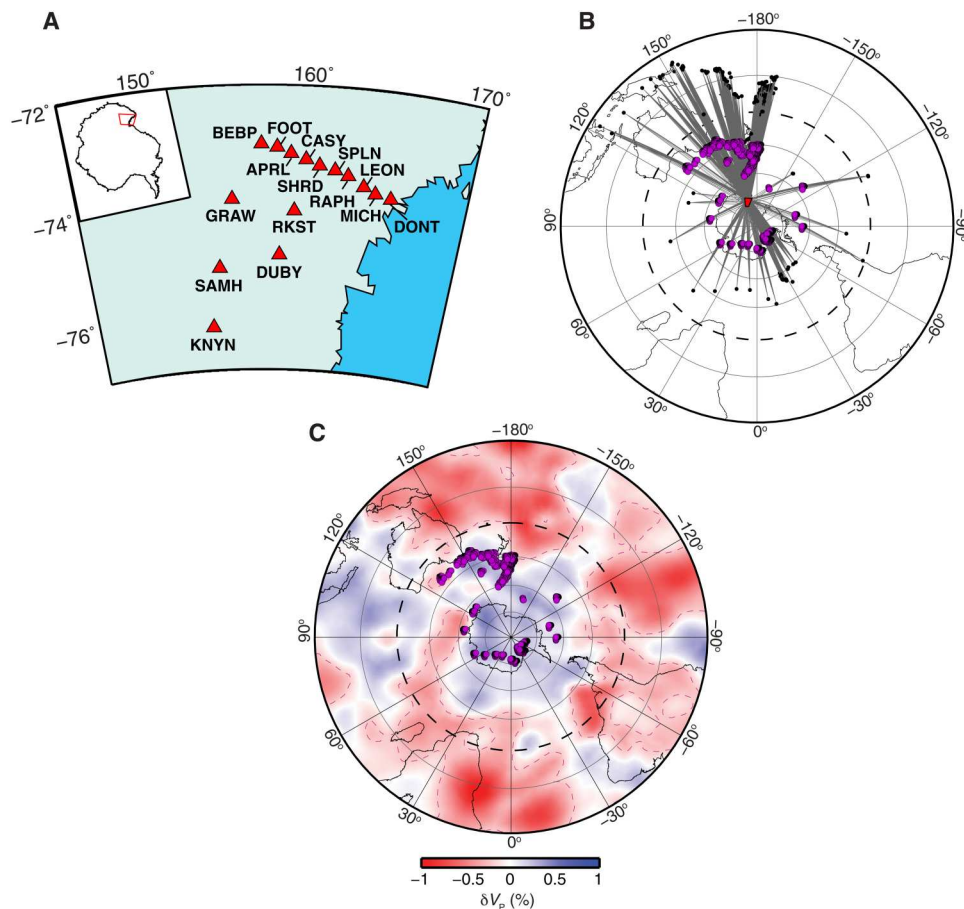 A
150°
160°
170°
−72°
−74°
−76°
BEBP
FOOT
CASY
APRL
SPLN
SHRD
LEON
RAPH
MICH
DONT
GRAW
RKST
DUBY
SAMH
KNYN
B
−180°
150°
−150°
120°
−120°
90°
−90°
60°
−60°
30°
−30°
0°
C
−180°
150°
−150°
120°
−120°
90°
−90°
60°
−60°
30°
−30°
0°
−1 −0.5 0 0.5 1
δVP (%)